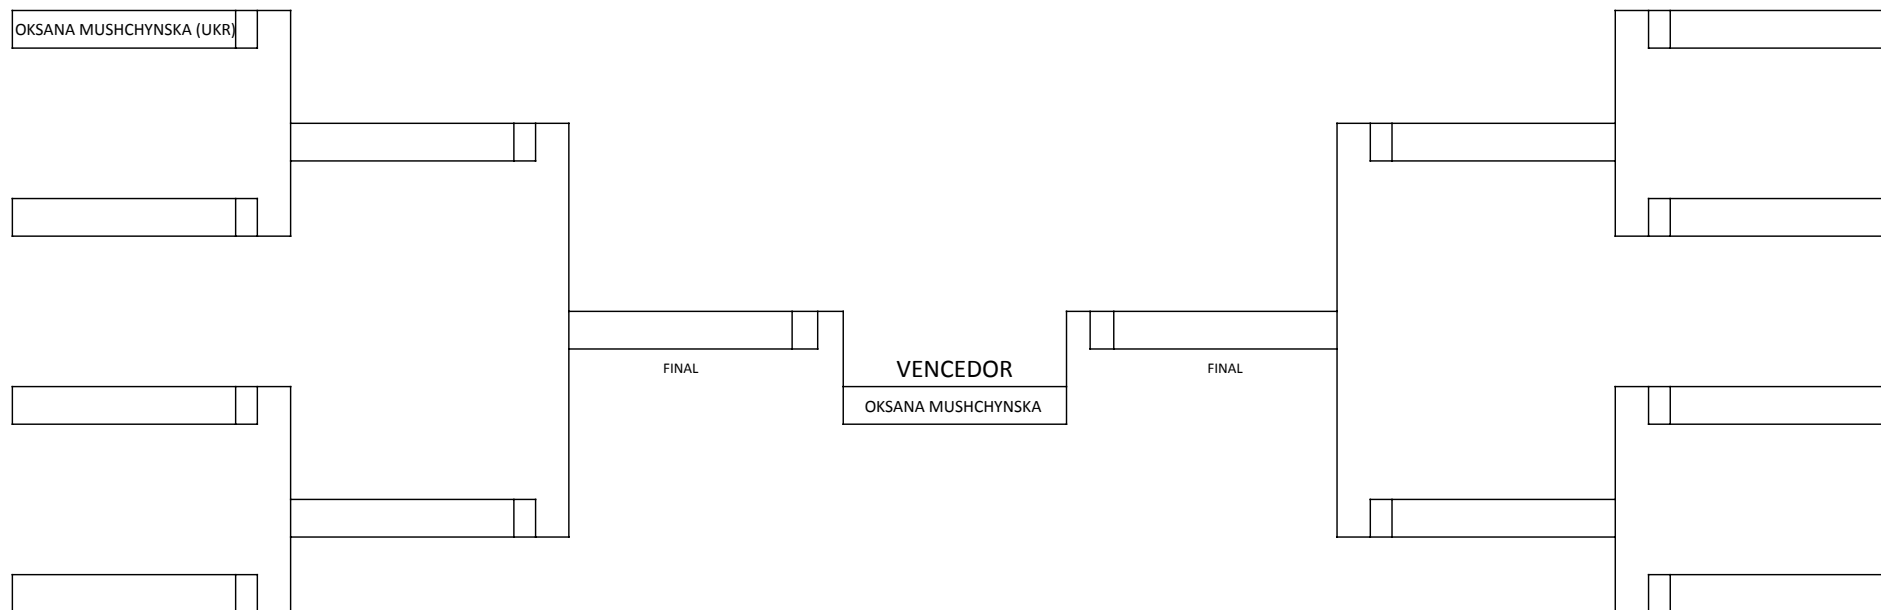 OKSANA MUSHCHYNSKA (UKR)
FINAL
VENCEDOR
FINAL
OKSANA MUSHCHYNSKA